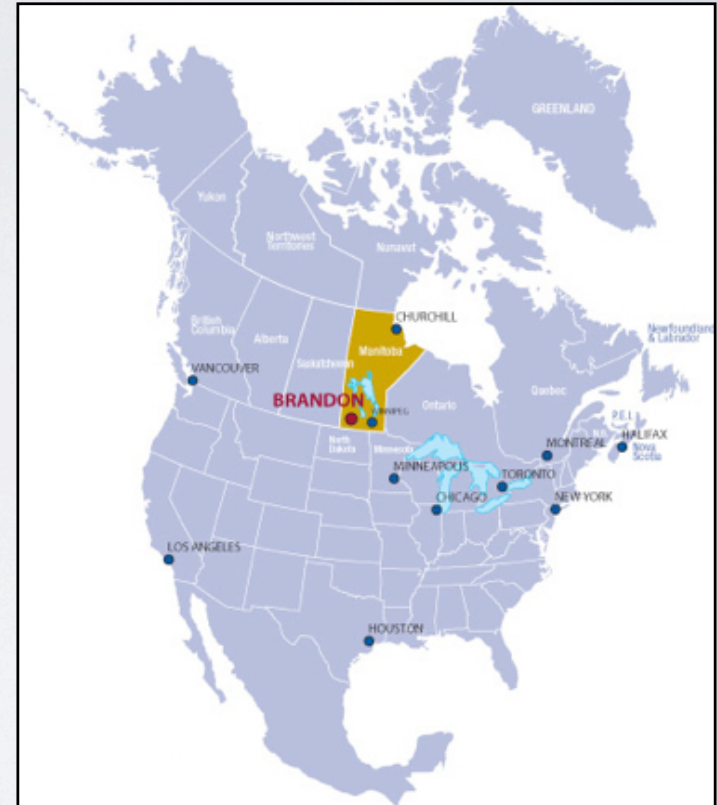 GREENLAND
Yukon
Northwest
Territories
Nunavut
CHURCHILL
British
Columbia
Alberta
Saskatchewan
Manitoba
Newfoundland
& Labrador
VANCOUVER
BRANDON
WINNIPEG
Ontario
Quebec
P.E.I.
North
Dakota
Minnesota
MONTREAL
HALIFAX
Nova
Scotia
MINNEAPOLIS
TORONTO
CHICAGO
NEW YORK
LOS ANGELES
HOUSTON